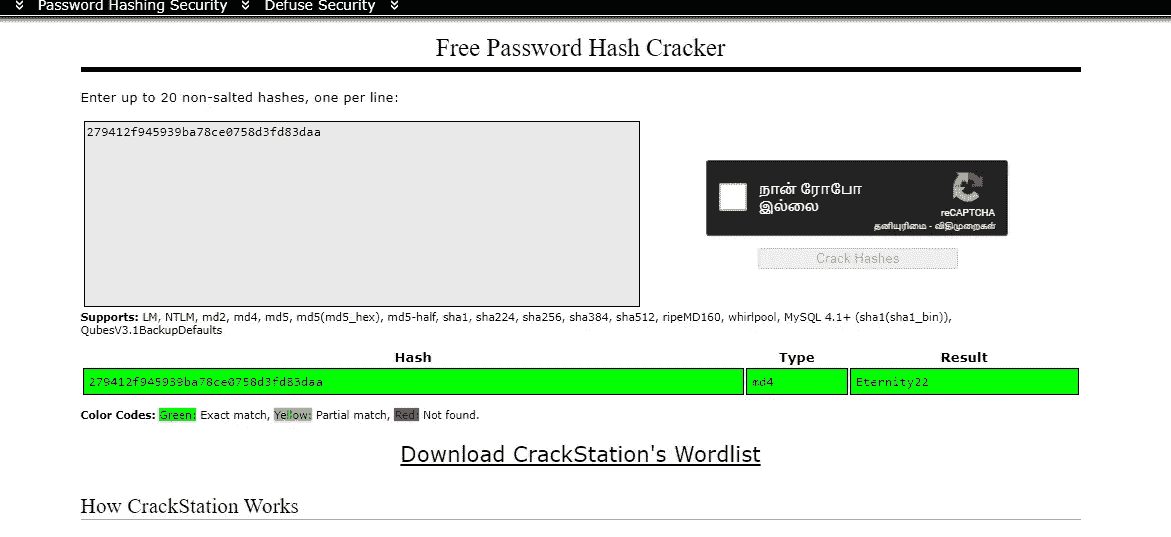 Password Hashing Security Defuse Security
Free Password Hash Cracker
Enter up to 20 non-salted hashes, one per line:
279412f945939ba78ce0758d3fd83daa
நான் ரோபோ
இல்லை
reCAPTCHA
தனியுரிமை - விதிமுறைகள்
Crack Hashes
Supports: LM, NTLM, md2, md4, md5, md5(md5_hex), md5-half, sha1, sha224, sha256, sha384, sha512, ripeMD160, whirlpool, MySQL 4.1+ (sha1(sha1_bin)),
QubesV3.1BackupDefaults
Hash Type Result
279412f945939ba78ce0758d3fd83daa md4 Eternity22
Color Codes: Green: Exact match, Yellow: Partial match, Red: Not found.
Download CrackStation's Wordlist
How CrackStation Works